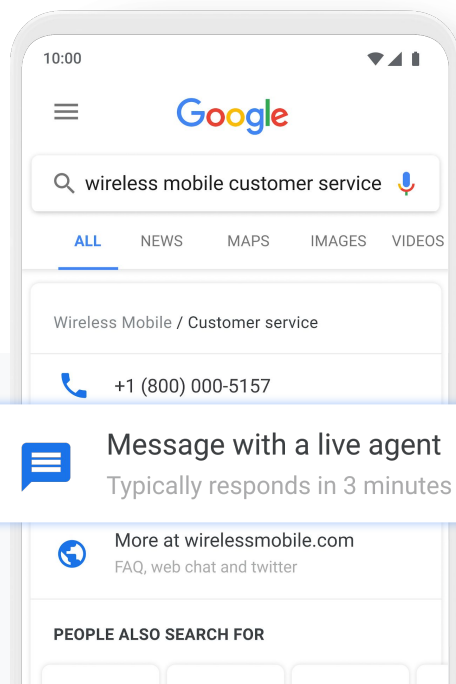 10:00
Google
wireless mobile customer service
ALL NEWS MAPS IMAGES VIDEOS
Wireless Mobile / Customer service
+1 (800) 000-5157
Message with a live agent
Typically responds in 3 minutes
More at wirelessmobile.com
FAQ, web chat and twitter
PEOPLE ALSO SEARCH FOR